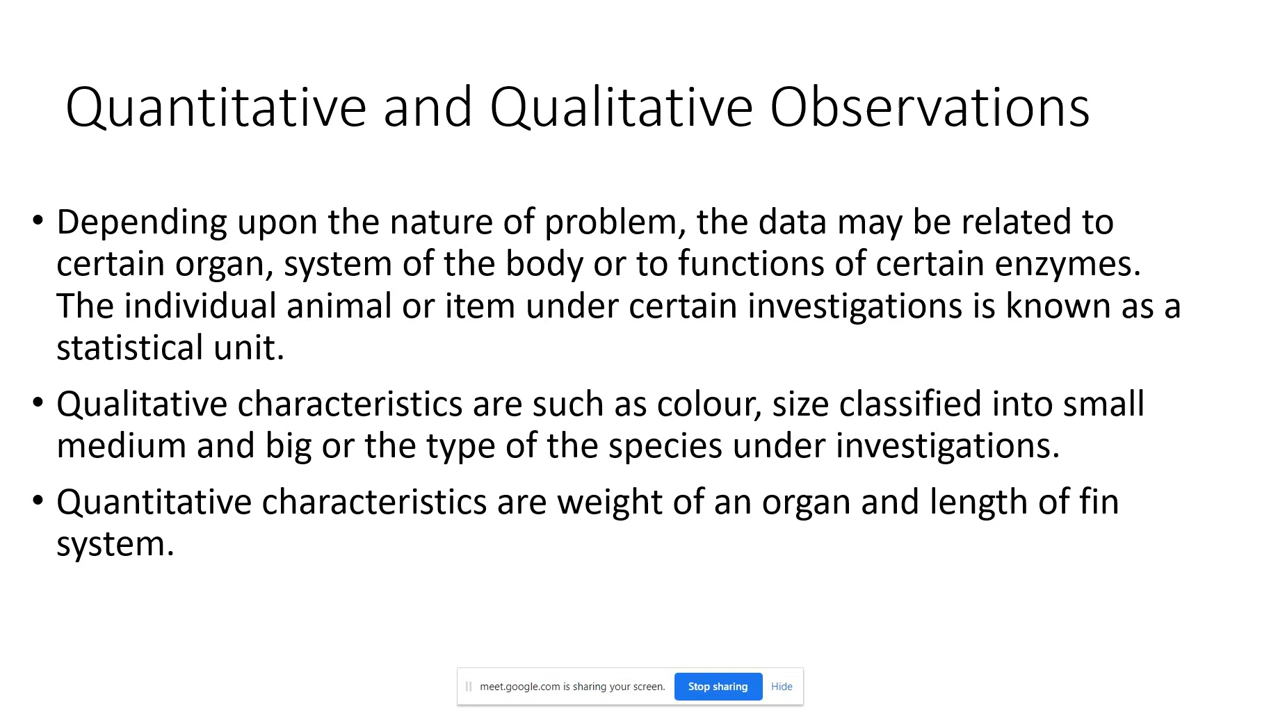 Quantitative and Qualitative Observations
• Depending upon the nature of problem, the data may be related to
certain organ, system of the body or to functions of certain enzymes.
The individual animal or item under certain investigations is known as a
statistical unit.
• Qualitative characteristics are such as colour, size classified into small
medium and big or the type of the species under investigations.
• Quantitative characteristics are weight of an organ and length of fin
system.
meet.google.com is sharing your screen. Stop sharing Hide